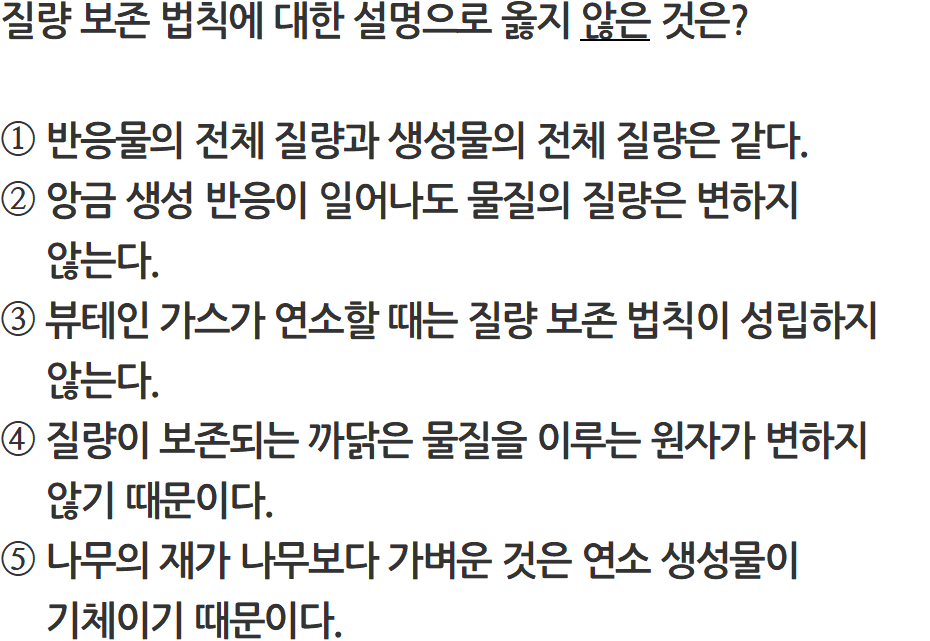 질량 보존 법칙에 대한 설명으로 옳지 않은 것은?
① 반응물의 전체 질량과 생성물의 전체 질량은 같다.
② 앙금 생성 반응이 일어나도 물질의 질량은 변하지
않는다.
③ 뷰테인 가스가 연소할 때는 질량 보존 법칙이 성립하지
않는다.
④ 질량이 보존되는 까닭은 물질을 이루는 원자가 변하지
않기 때문이다.
⑤ 나무의 재가 나무보다 가벼운 것은 연소 생성물이
기체이기 때문이다.